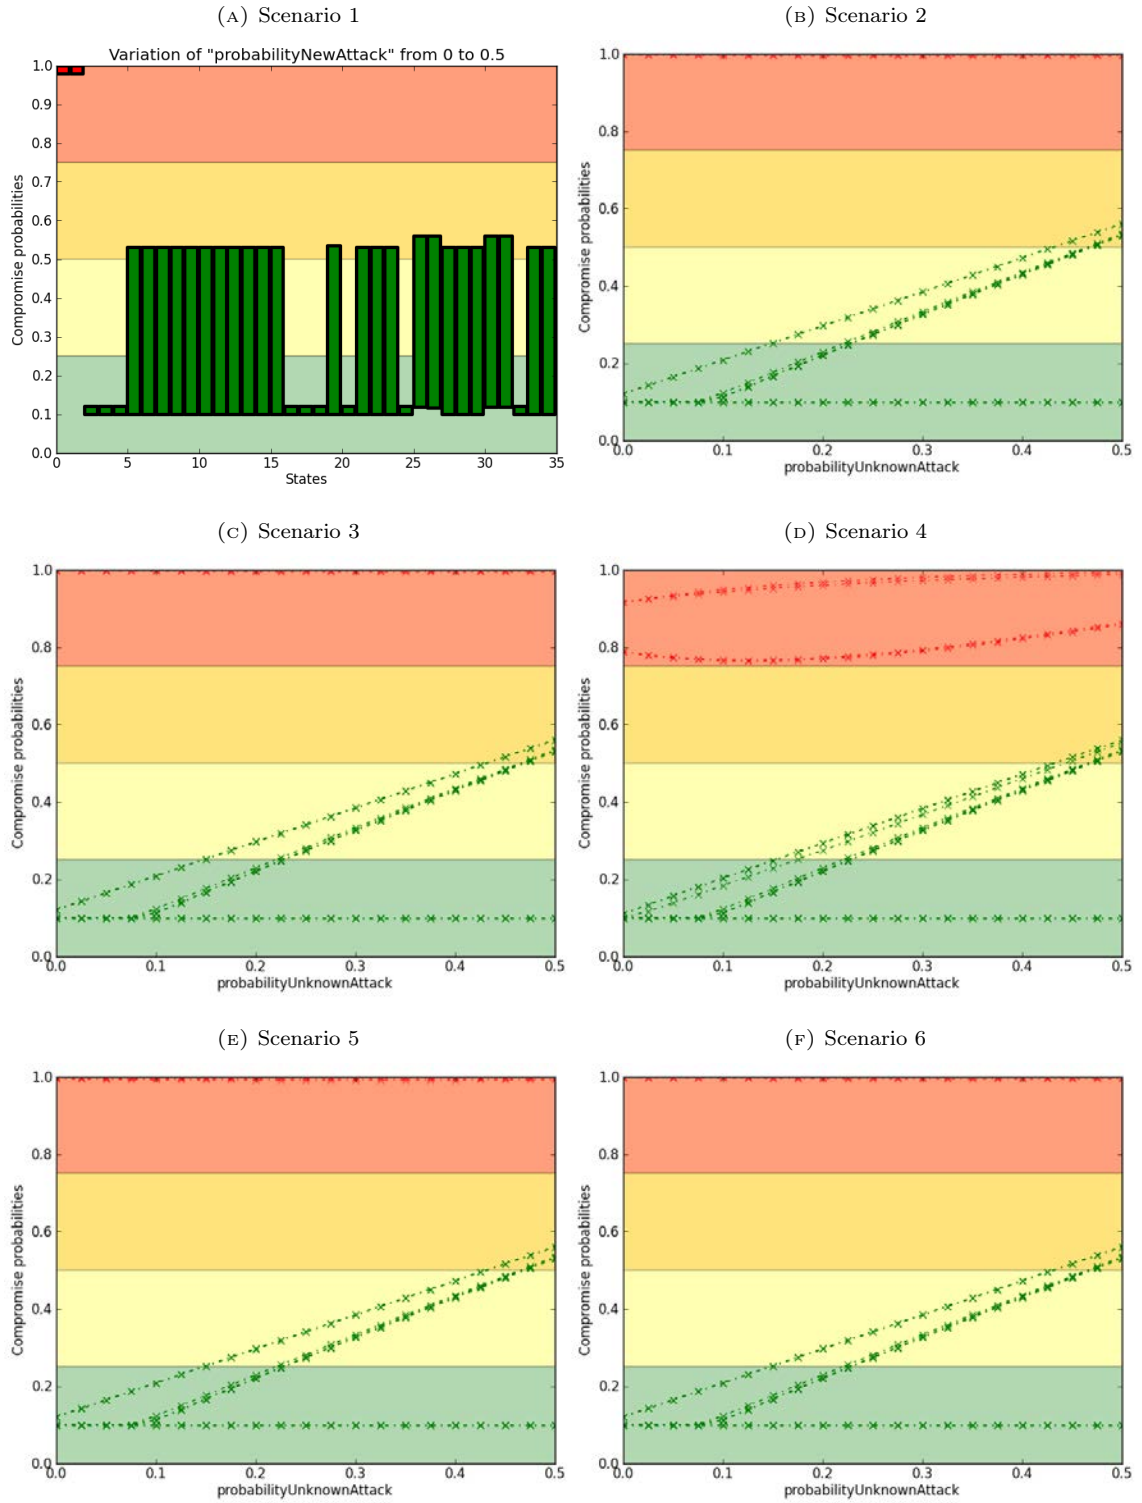 (A) Scenario 1
(B) Scenario 2
Variation of "probabilityNewAttack" from 0 to 0.5
1.0
0.9
0.8
0.7
0.6
0.5
0.4
0.3
0.2
0.1
0.0
Compromise probabilities
0 5 10 15 20 25 30 35
States
1.0
0.8
0.6
0.4
0.2
0.0
Compromise probabilities
0.0 0.1 0.2 0.3 0.4 0.5
probabilityUnknownAttack
(C) Scenario 3
(D) Scenario 4
1.0
0.8
0.6
0.4
0.2
0.0
Compromise probabilities
0.0 0.1 0.2 0.3 0.4 0.5
probabilityUnknownAttack
1.0
0.8
0.6
0.4
0.2
0.0
Compromise probabilities
0.0 0.1 0.2 0.3 0.4 0.5
probabilityUnknownAttack
(E) Scenario 5
(F) Scenario 6
1.0
0.8
0.6
0.4
0.2
0.0
Compromise probabilities
0.0 0.1 0.2 0.3 0.4 0.5
probabilityUnknownAttack
1.0
0.8
0.6
0.4
0.2
0.0
Compromise probabilities
0.0 0.1 0.2 0.3 0.4 0.5
probabilityUnknownAttack